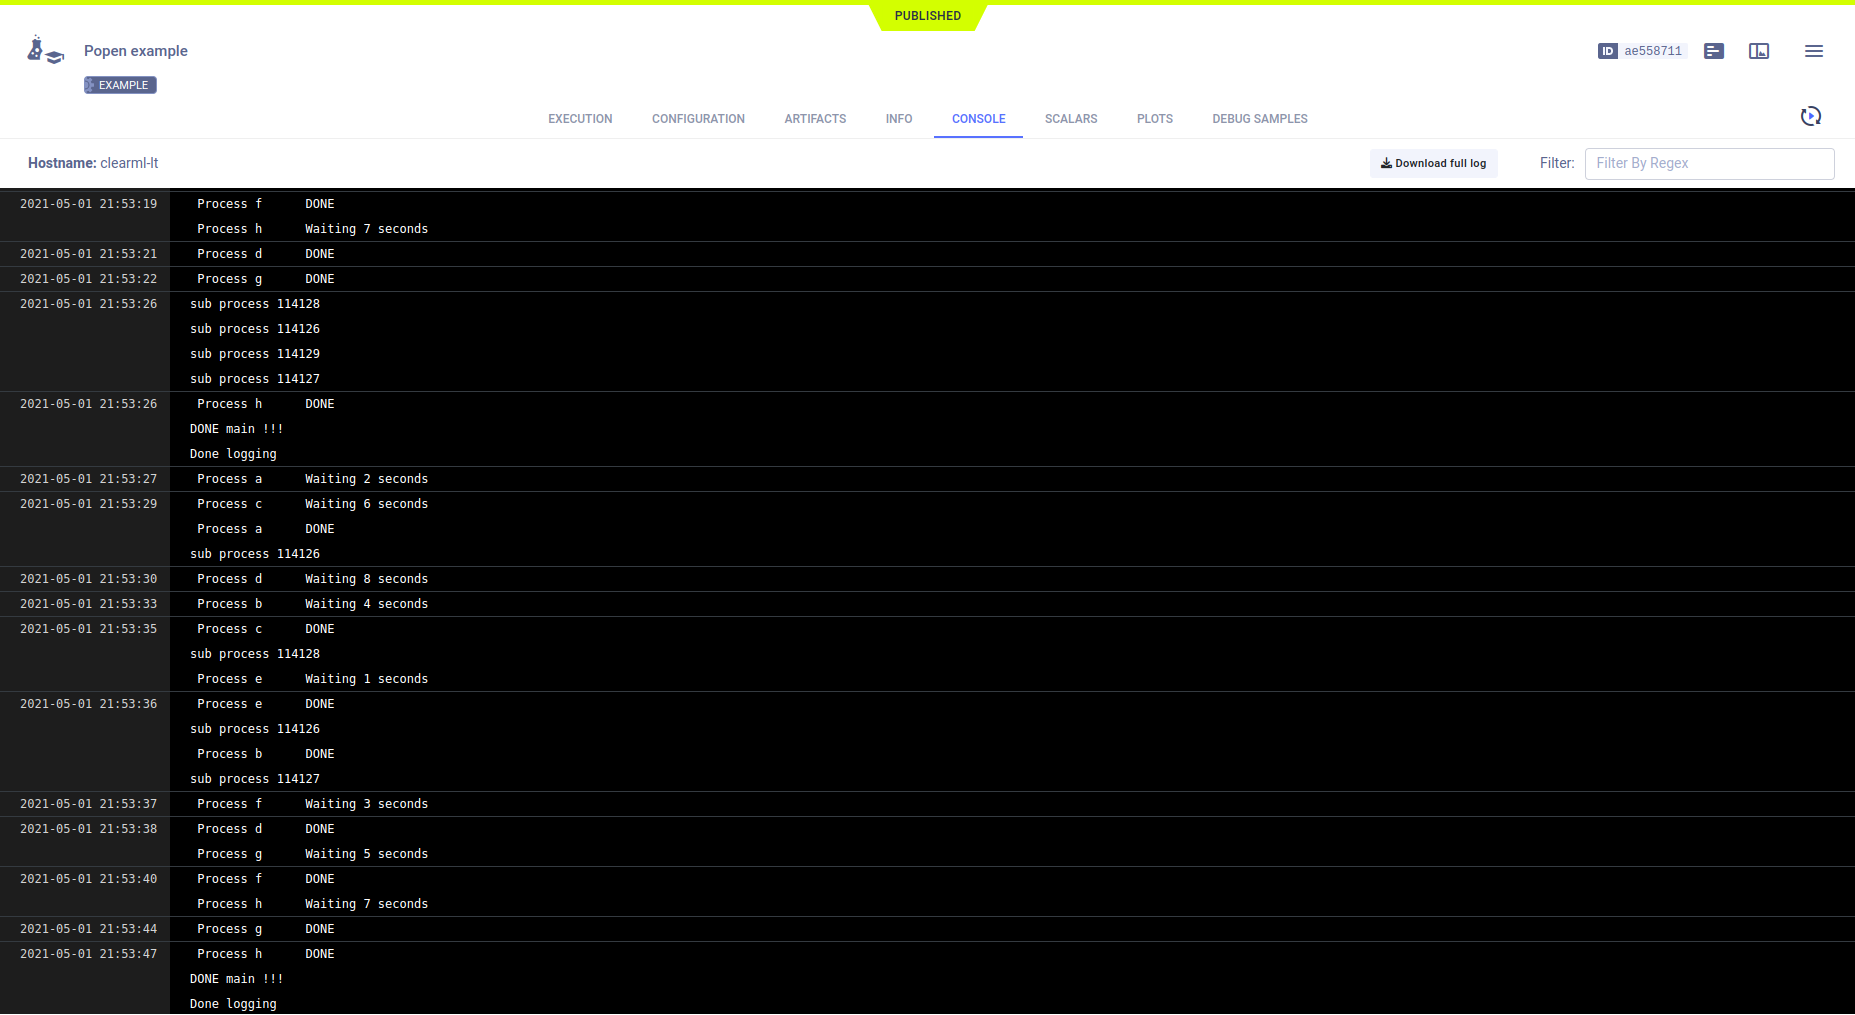 PUBLISHED
Popen example
ID ae558711
EXAMPLE
EXECUTION CONFIGURATION ARTIFACTS INFO CONSOLE SCALARS PLOTS DEBUG SAMPLES
Hostname: clearml-lt Download full log Filter: Filter By Regex
2021-05-01 21:53:19 Process f DONE
Process h Waiting 7 seconds
2021-05-01 21:53:21 Process d DONE
2021-05-01 21:53:22 Process g DONE
2021-05-01 21:53:26 sub process 114128
sub process 114126
sub process 114129
sub process 114127
2021-05-01 21:53:26 Process h DONE
DONE main !!!
Done logging
2021-05-01 21:53:27 Process a Waiting 2 seconds
2021-05-01 21:53:29 Process c Waiting 6 seconds
Process a DONE
sub process 114126
2021-05-01 21:53:30 Process d Waiting 8 seconds
2021-05-01 21:53:33 Process b Waiting 4 seconds
2021-05-01 21:53:35 Process c DONE
sub process 114128
Process e Waiting 1 seconds
2021-05-01 21:53:36 Process e DONE
sub process 114126
Process b DONE
sub process 114127
2021-05-01 21:53:37 Process f Waiting 3 seconds
2021-05-01 21:53:38 Process d DONE
Process g Waiting 5 seconds
2021-05-01 21:53:40 Process f DONE
Process h Waiting 7 seconds
2021-05-01 21:53:44 Process g DONE
2021-05-01 21:53:47 Process h DONE
DONE main !!!
Done logging